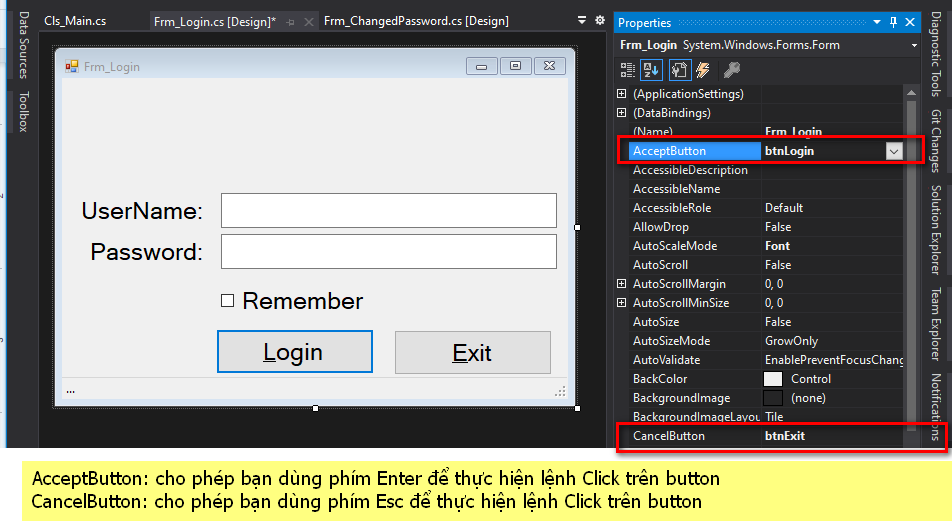 Data Sources
Toolbox
Cls_Main.cs
Frm_Login.cs [Design]*
Frm_ChangedPassword.cs [Design]
Frm_Login
UserName:
Password:
Remember
Login
Exit
...
Properties
Frm_Login System.Windows.Forms.Form
(ApplicationSettings)
(DataBindings)
(Name) Frm_Login
AcceptButton btnLogin
AccessibleDescription
AccessibleName
AccessibleRole Default
AllowDrop False
AutoScaleMode Font
AutoScroll False
AutoScrollMargin 0, 0
AutoScrollMinSize 0, 0
AutoSize False
AutoSizeMode GrowOnly
AutoValidate EnablePreventFocusChang
BackColor Control
BackgroundImage (none)
BackgroundImageLayou Tile
CancelButton btnExit
Diagnostic Tools
Git Changes
Solution Explorer
Team Explorer
Notifications
AcceptButton: cho phép bạn dùng phím Enter để thực hiện lệnh Click trên button
CancelButton: cho phép bạn dùng phím Esc để thực hiện lệnh Click trên button